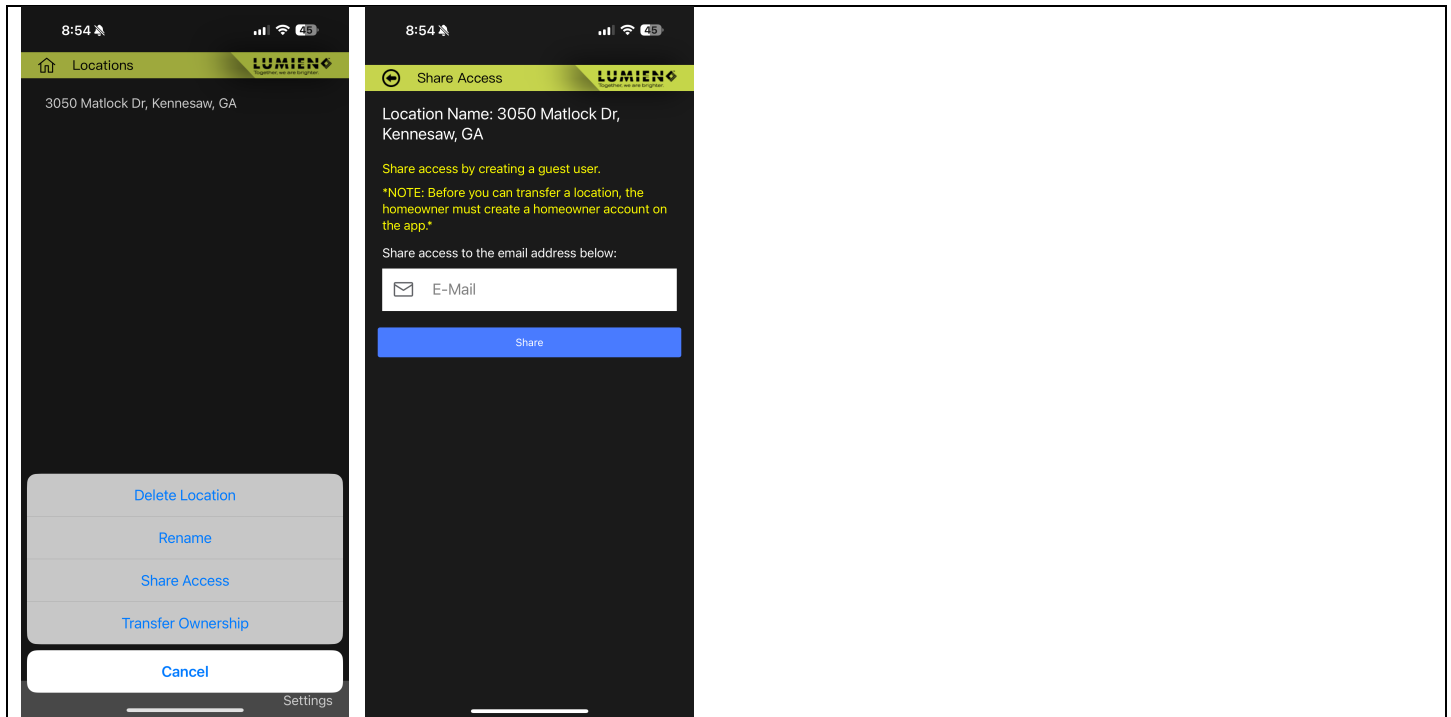 8:54
45
Locations
LUMIEN
Together, we are brighter.
3050 Matlock Dr, Kennesaw, GA
Delete Location
Rename
Share Access
Transfer Ownership
Cancel
Settings
8:54
45
Share Access
LUMIEN
Together, we are brighter.
Location Name: 3050 Matlock Dr,
Kennesaw, GA
Share access by creating a guest user.
*NOTE: Before you can transfer a location, the
homeowner must create a homeowner account on
the app.*
Share access to the email address below:
E-Mail
Share